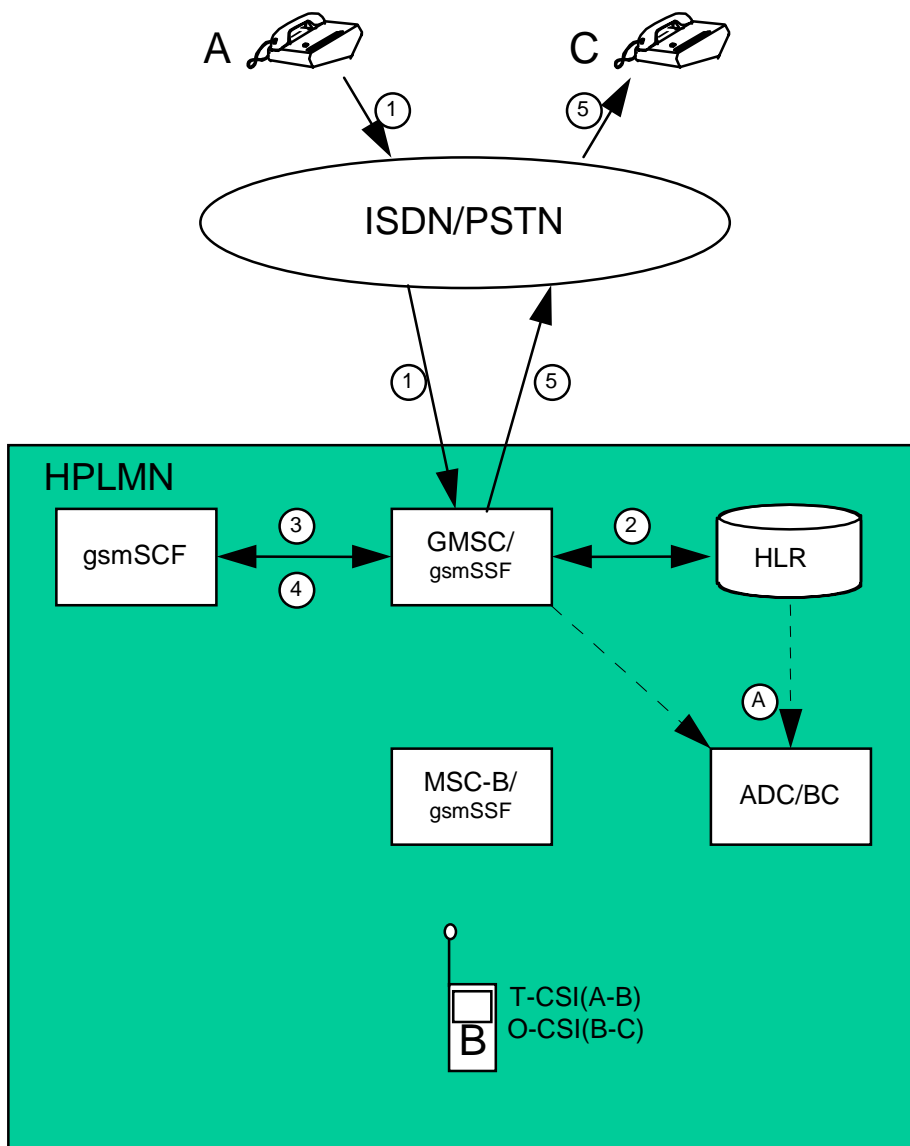 A
C
1
5
ISDN/PSTN
1
5
HPLMN
gsmSCF
3
4
GMSC/
gsmSSF
2
HLR
A
MSC-B/
gsmSSF
ADC/BC
T-CSI(A-B)
O-CSI(B-C)
B